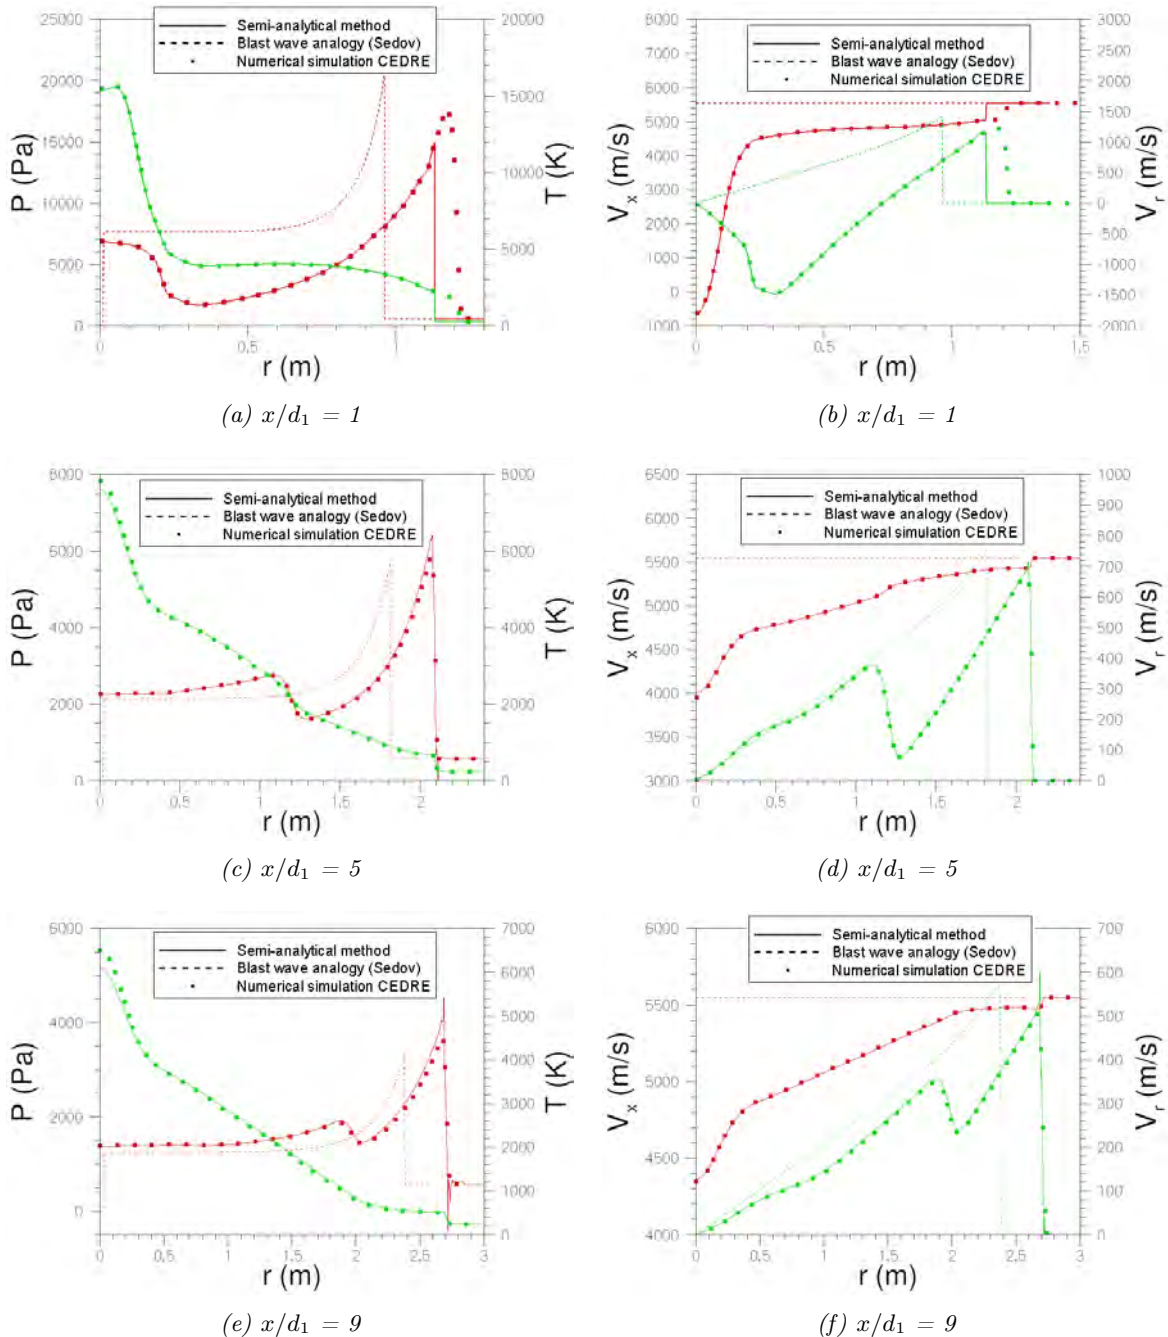 Semi-analytical method
Blast wave analogy (Sedov)
Numerical simulation CEDRE
P (Pa)
25000
20000
15000
10000
5000
0
T (K)
20000
15000
10000
5000
0
0 1
r (m)
(a) x/d1 = 1
Semi-analytical method
Blast wave analogy (Sedov)
Numerical simulation CEDRE
Vx (m/s)
8000
7000
6000
5000
4000
3000
2000
1000
0
Vr (m/s)
3000
2500
2000
1500
1000
500
0
-500
-1000
-1500
-2000
0 0.5 1 1.5
r (m)
(b) x/d1 = 1
Semi-analytical method
Blast wave analogy (Sedov)
Numerical simulation CEDRE
P (Pa)
6000
4000
2000
0
T (K)
8000
6000
4000
2000
0
0 0.5 1 1.5 2
r (m)
(c) x/d1 = 5
Semi-analytical method
Blast wave analogy (Sedov)
Numerical simulation CEDRE
Vx (m/s)
6500
6000
5500
5000
4500
4000
3500
3000
Vr (m/s)
1000
900
800
700
600
500
400
300
200
100
0
0 0.5 1 1.5 2
r (m)
(d) x/d1 = 5
Semi-analytical method
Blast wave analogy (Sedov)
Numerical simulation CEDRE
P (Pa)
6000
4000
2000
0
T (K)
7000
6000
5000
4000
3000
2000
1000
0
0 0.5 1 1.5 2 2.5 3
r (m)
(e) x/d1 = 9
Semi-analytical method
Blast wave analogy (Sedov)
Numerical simulation CEDRE
Vx (m/s)
6000
5500
5000
4500
4000
Vr (m/s)
700
600
500
400
300
200
100
0
0 0.5 1 1.5 2 2.5 3
r (m)
(f) x/d1 = 9